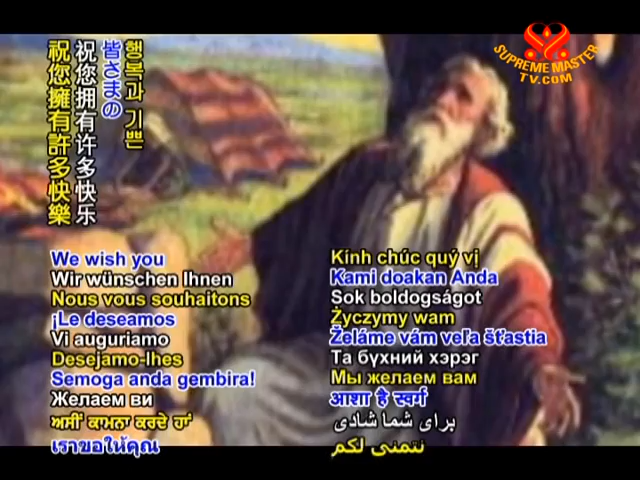 SUPREME MASTER
TV.COM
행복과 기쁜
皆さまの
祝您拥有许多快乐
祝您擁有許多快樂
We wish you
Wir wünschen Ihnen
Nous vous souhaitons
¡Le deseamos
Vi auguriamo
Desejamo-lhes
Semoga anda gembira!
Желаем ви
ਅਸੀਂ ਕਾਮਨਾ ਕਰਦੇ ਹਾਂ
เราขอให้คุณ
Kính chúc quý vị
Kami doakan Anda
Sok boldogságot
Życzymy wam
Želáme vám veľa šťastia
Та бүхний хэрэг
Мы желаем вам
आशा है स्वर्ग
برای شما شادی
نتمنى لكم